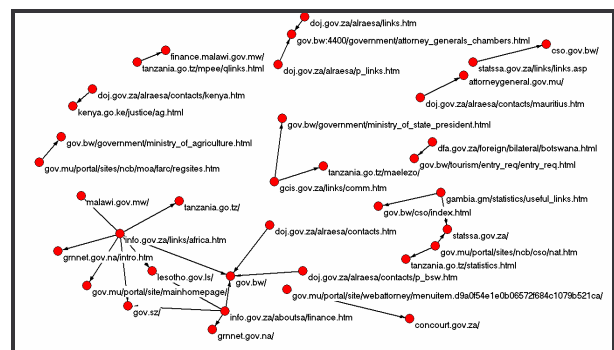 doj.gov.za/alraesa/links.htm
gov.bw:4400/government/attorney_generals_chambers.html
cso.gov.bw/
finance.malawi.gov.mw/
tanzania.go.tz/mpee/qlinks.html
doj.gov.za/alraesa/p_links.htm
statssa.gov.za/links/links.asp
attorneygeneral.gov.mu/
doj.gov.za/alraesa/contacts/kenya.htm
doj.gov.za/alraesa/contacts/mauritius.htm
kenya.go.ke/justice/ag.html
gov.bw/government/ministry_of_state_president.html
gov.bw/government/ministry_of_agriculture.html
dfa.gov.za/foreign/bilateral/botswana.html
gov.mu/portal/sites/ncb/moa/farc/regsites.htm
gov.bw/tourism/entry_req/entry_req.html
tanzania.go.tz/maelezo/
gcis.gov.za/links/comm.htm
malawi.gov.mw/
tanzania.go.tz/
gambia.gm/statistics/useful_links.htm
gov.bw/cso/index.html
doj.gov.za/alraesa/contacts.htm
statssa.gov.za/
info.gov.za/links/africa.htm
gov.mu/portal/sites/ncb/cso/nat.htm
grnnet.gov.na/intro.htm
tanzania.go.tz/statistics.html
lesotho.gov.ls/
gov.bw/
doj.gov.za/alraesa/contacts/p_bsw.htm
gov.mu/portal/site/mainhomepage/
gov.mu/portal/site/webattorney/menuitem.d9a0f54e1e0b06572f684c1079b521ca/
gov.sz/
info.gov.za/aboutsa/finance.htm
concourt.gov.za/
grnnet.gov.na/